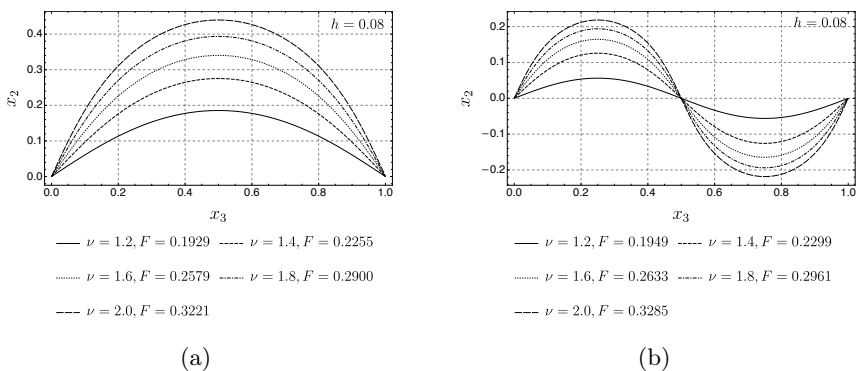 h = 0.08
0.4
0.3
0.2
0.1
0.0
x₂
0.0 0.2 0.4 0.6 0.8 1.0
x₃
ν = 1.2, F = 0.1929 ν = 1.4, F = 0.2255
ν = 1.6, F = 0.2579 ν = 1.8, F = 0.2900
ν = 2.0, F = 0.3221
(a)
h = 0.08
0.2
0.1
0.0
−0.1
−0.2
x₂
0.0 0.2 0.4 0.6 0.8 1.0
x₃
ν = 1.2, F = 0.1949 ν = 1.4, F = 0.2299
ν = 1.6, F = 0.2633 ν = 1.8, F = 0.2961
ν = 2.0, F = 0.3285
(b)